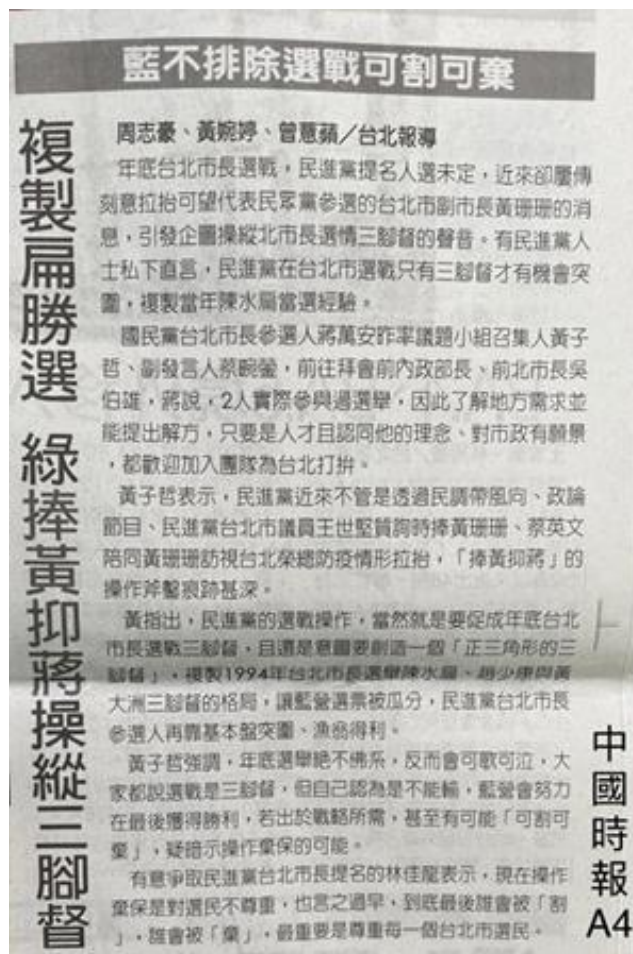 藍不排除選戰可割可棄
複製扁勝選 綠捧黃抑蔣操縱三腳督
周志豪、黃婉婷、曾薏蘋／台北報導
年底台北市長選戰，民進黨提名人選未定，近來卻屢傳
刻意拉抬可望代表民眾黨參選的台北市副市長黃珊珊的消
息，引發企圖操縱北市長選情三腳督的聲音。有民進黨人
士私下直言，民進黨在台北市選戰只有三腳督才有機會突
圍，複製當年陳水扁當選經驗。
國民黨台北市長參選人蔣萬安昨率議題小組召集人黃子
哲、副發言人蔡畹鎣，前往拜會前內政部長、前北市長吳
伯雄，蔣說，2人實際參與過選舉，因此了解地方需求並
能提出解方，只要是人才且認同他的理念、對市政有願景
，都歡迎加入團隊為台北打拚。
黃子哲表示，民進黨近來不管是透過民調帶風向、政論
節目、民進黨台北市議員王世堅質詢時捧黃珊珊、蔡英文
陪同黃珊珊訪視台北榮總防疫情形拉抬，「捧黃抑蔣」的
操作斧鑿痕跡甚深。
黃指出，民進黨的選戰操作，當然就是要促成年底台北
市長選戰三腳督，且還是意圖要創造一個「正三角形的三
腳督」，複製1994年台北市長選舉陳水扁、趙少康與黃
大洲三腳督的格局，讓藍營選票被瓜分，民進黨台北市長
參選人再靠基本盤突圍、漁翁得利。
黃子哲強調，年底選舉絕不佛系，反而會可歌可泣，大
家都說選戰是三腳督，但自己認為是不能輸，藍營會努力
在最後獲得勝利，若出於戰略所需，甚至有可能「可割可
棄」，疑暗示操作棄保的可能。
有意爭取民進黨台北市長提名的林佳龍表示，現在操作
棄保是對選民不尊重，也言之過早，到底最後誰會被「割
」，誰會被「棄」，最重要是尊重每一個台北市選民。
中國時報A4